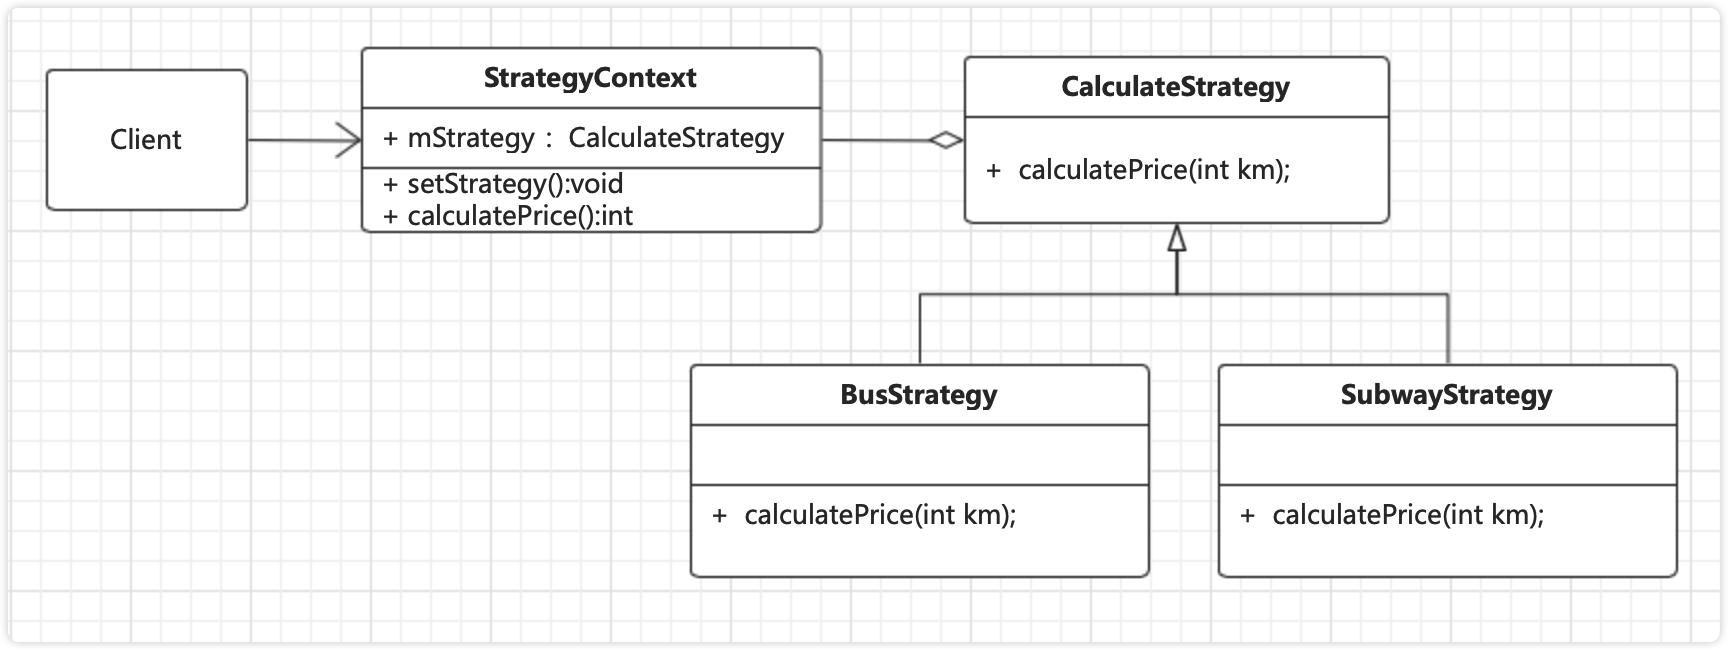 Client
StrategyContext
+ mStrategy： CalculateStrategy
+ setStrategy():void
+ calculatePrice():int
CalculateStrategy
+ calculatePrice(int km);
BusStrategy
+ calculatePrice(int km);
SubwayStrategy
+ calculatePrice(int km);